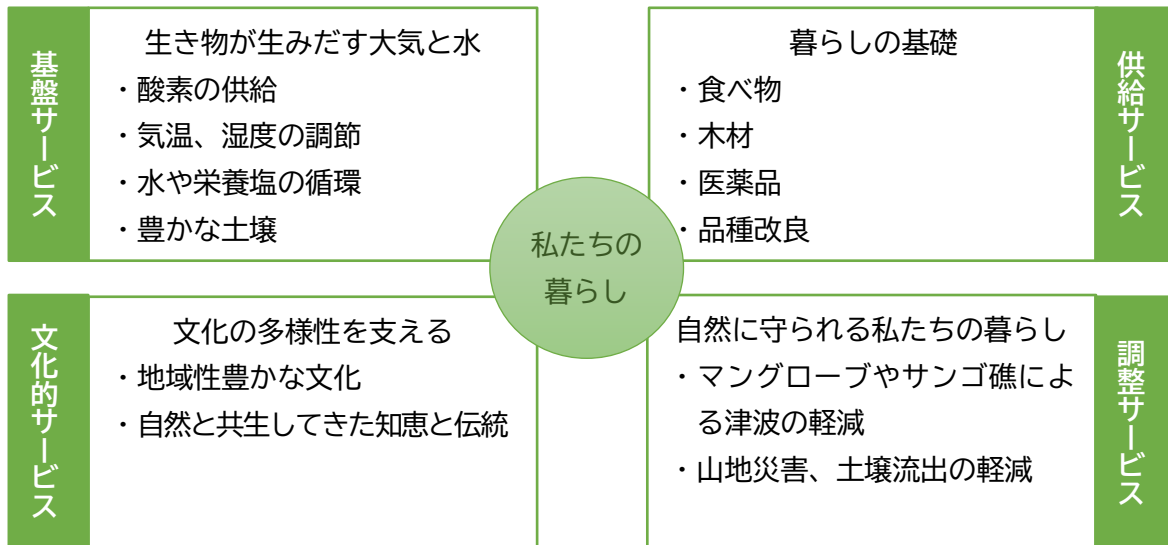 基盤サービス
生き物が生みだす大気と水
・酸素の供給
・気温、湿度の調節
・水や栄養塩の循環
・豊かな土壌
供給サービス
暮らしの基礎
・食べ物
・木材
・医薬品
・品種改良
私たちの
暮らし
文化的サービス
文化の多様性を支える
・地域性豊かな文化
・自然と共生してきた知恵と伝統
調整サービス
自然に守られる私たちの暮らし
・マングローブやサンゴ礁によ
る津波の軽減
・山地災害、土壌流出の軽減